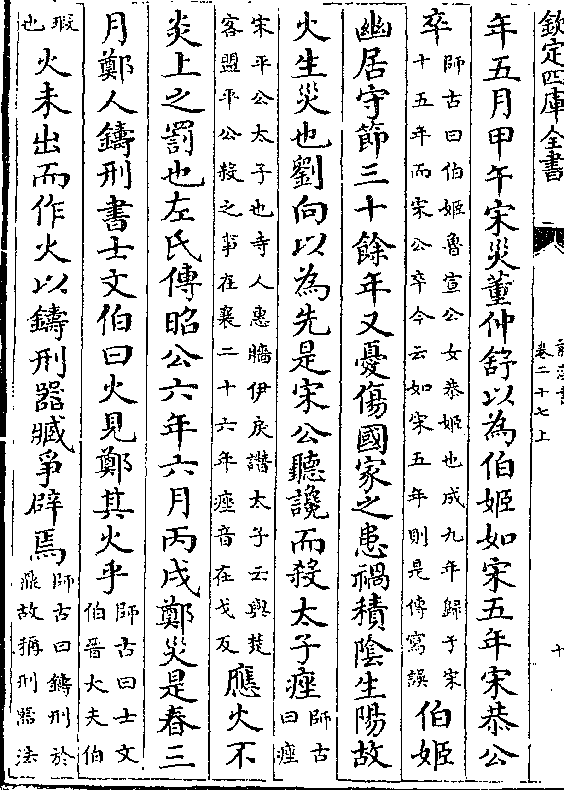 欽定四庫全書
卷二十七上
十
年五月甲午宋災董仲舒以為伯姬如宋五年宋恭公
卒
師古曰伯姬魯宣公女恭姬也成九年歸于宋
十五年而宋公卒今云如宋五年則是傳寫誤
伯姬
幽居守節三十餘年又憂傷國家之患禍積陰生陽故
火生災也劉向以為先是宋公聽讒而殺太子痤
師古
曰痤
宋平公太子也寺人惠牆伊戾譖太子云與楚
客盟平公殺之事在襄二十六年痤音在戈反
應火不
炎上之罰也左氏傳昭公六年六月丙戌鄭災是春三
月鄭人鑄刑書士文伯曰火見鄭其火乎
師古曰士文
伯晉大夫伯
瑕
也
火未出而作火以鑄刑器臧爭辟焉
師古曰鑄刑於
鼎故稱刑器法